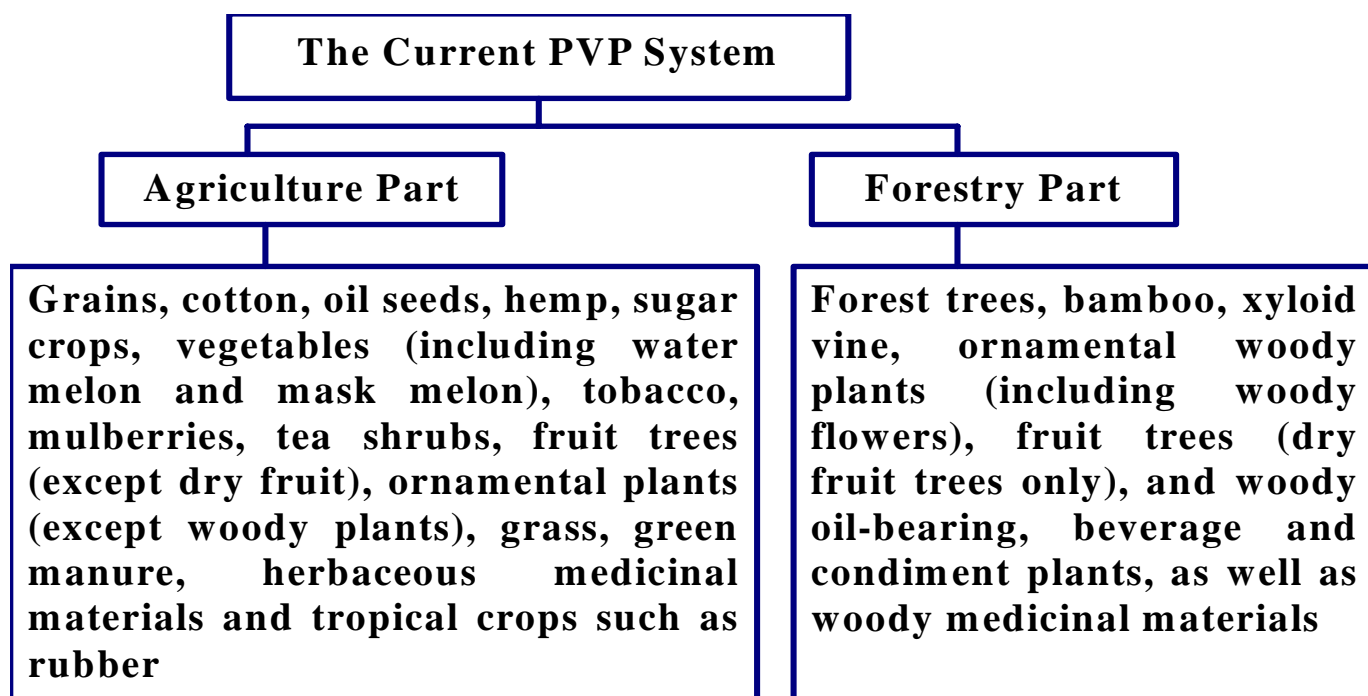 The Current PVP System
Agriculture Part
Forestry Part
Grains, cotton, oil seeds, hemp, sugar
crops, vegetables (including water
melon and mask melon), tobacco,
mulberries, tea shrubs, fruit trees
(except dry fruit), ornamental plants
(except woody plants), grass, green
manure, herbaceous medicinal
materials and tropical crops such as
rubber
Forest trees, bamboo, xyloid
vine, ornamental woody
plants (including woody
flowers), fruit trees (dry
fruit trees only), and woody
oil-bearing, beverage and
condiment plants, as well as
woody medicinal materials